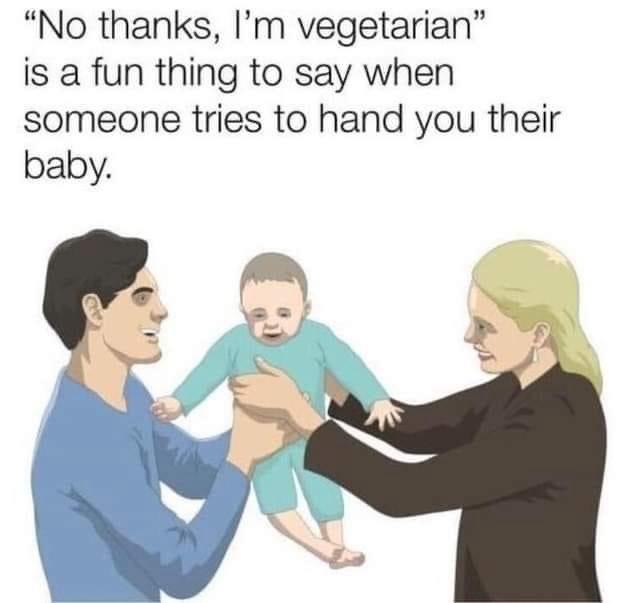 “No thanks, I’m vegetarian”
is a fun thing to say when
someone tries to hand you their
baby.